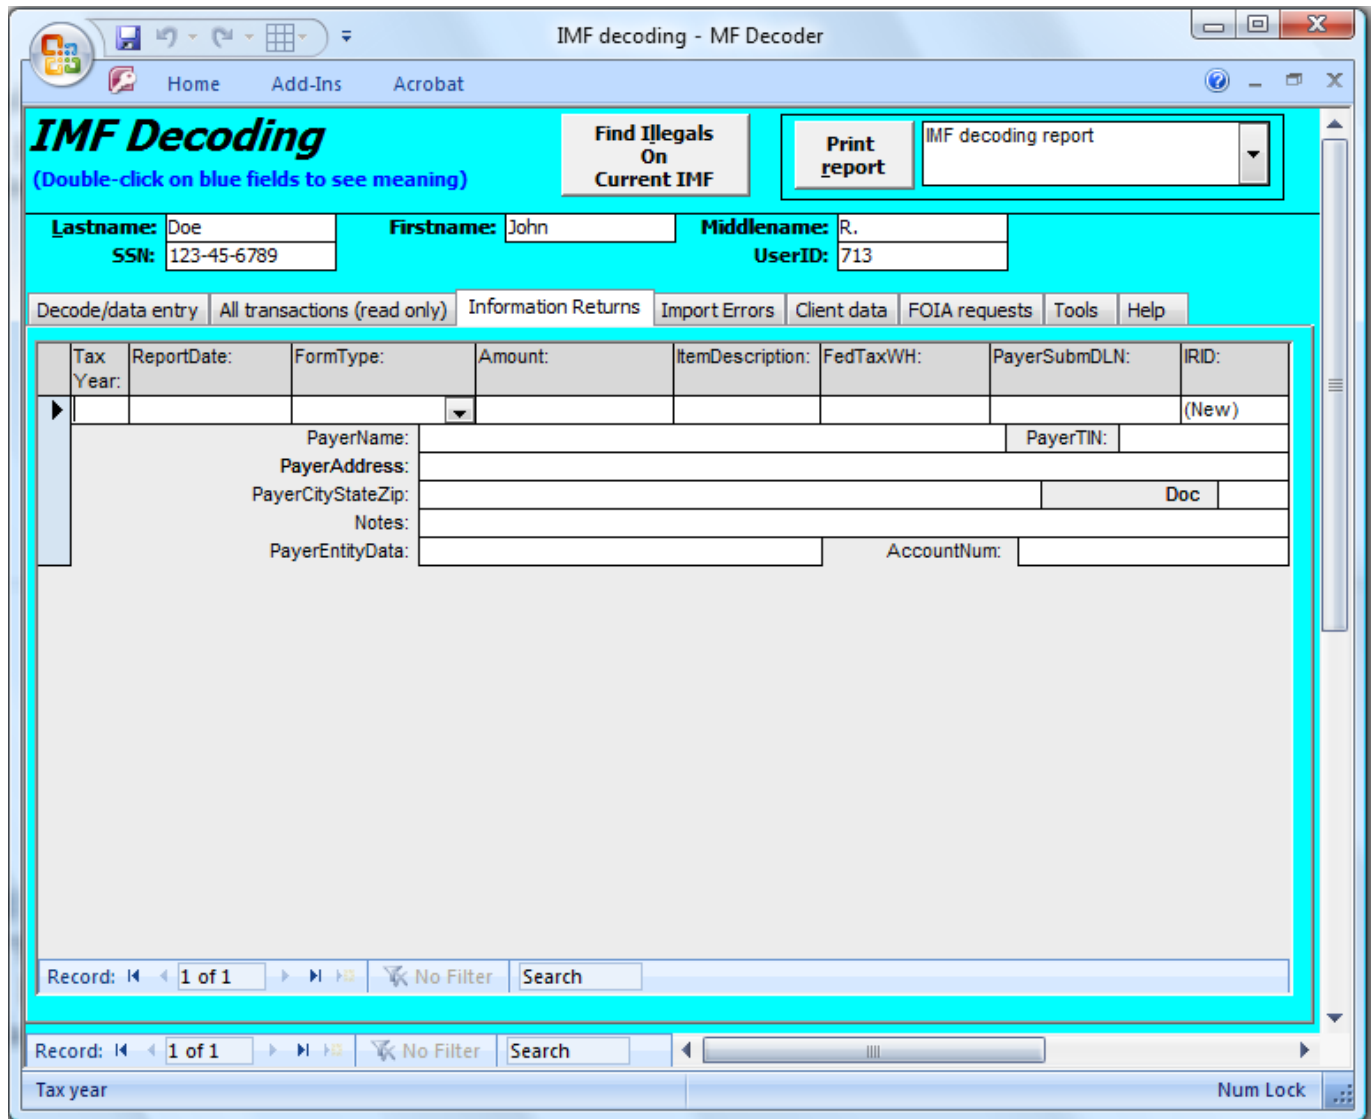 IMF decoding - MF Decoder
Home Add-Ins Acrobat
IMF Decoding
(Double-click on blue fields to see meaning)
Find Illegals
On
Current IMF
Print
report
IMF decoding report
Lastname: Doe Firstname: John Middlename: R.
SSN: 123-45-6789 UserID: 713
Decode/data entry All transactions (read only) Information Returns Import Errors Client data FOIA requests Tools Help
Tax Year: ReportDate: FormType: Amount: ItemDescription: FedTaxWH: PayerSubmDLN: IRID:
(New)
PayerName: PayerTIN:
PayerAddress:
PayerCityStateZip: Doc
Notes:
PayerEntityData: AccountNum:
Record: 1 of 1 No Filter Search
Record: 1 of 1 No Filter Search
Tax year Num Lock